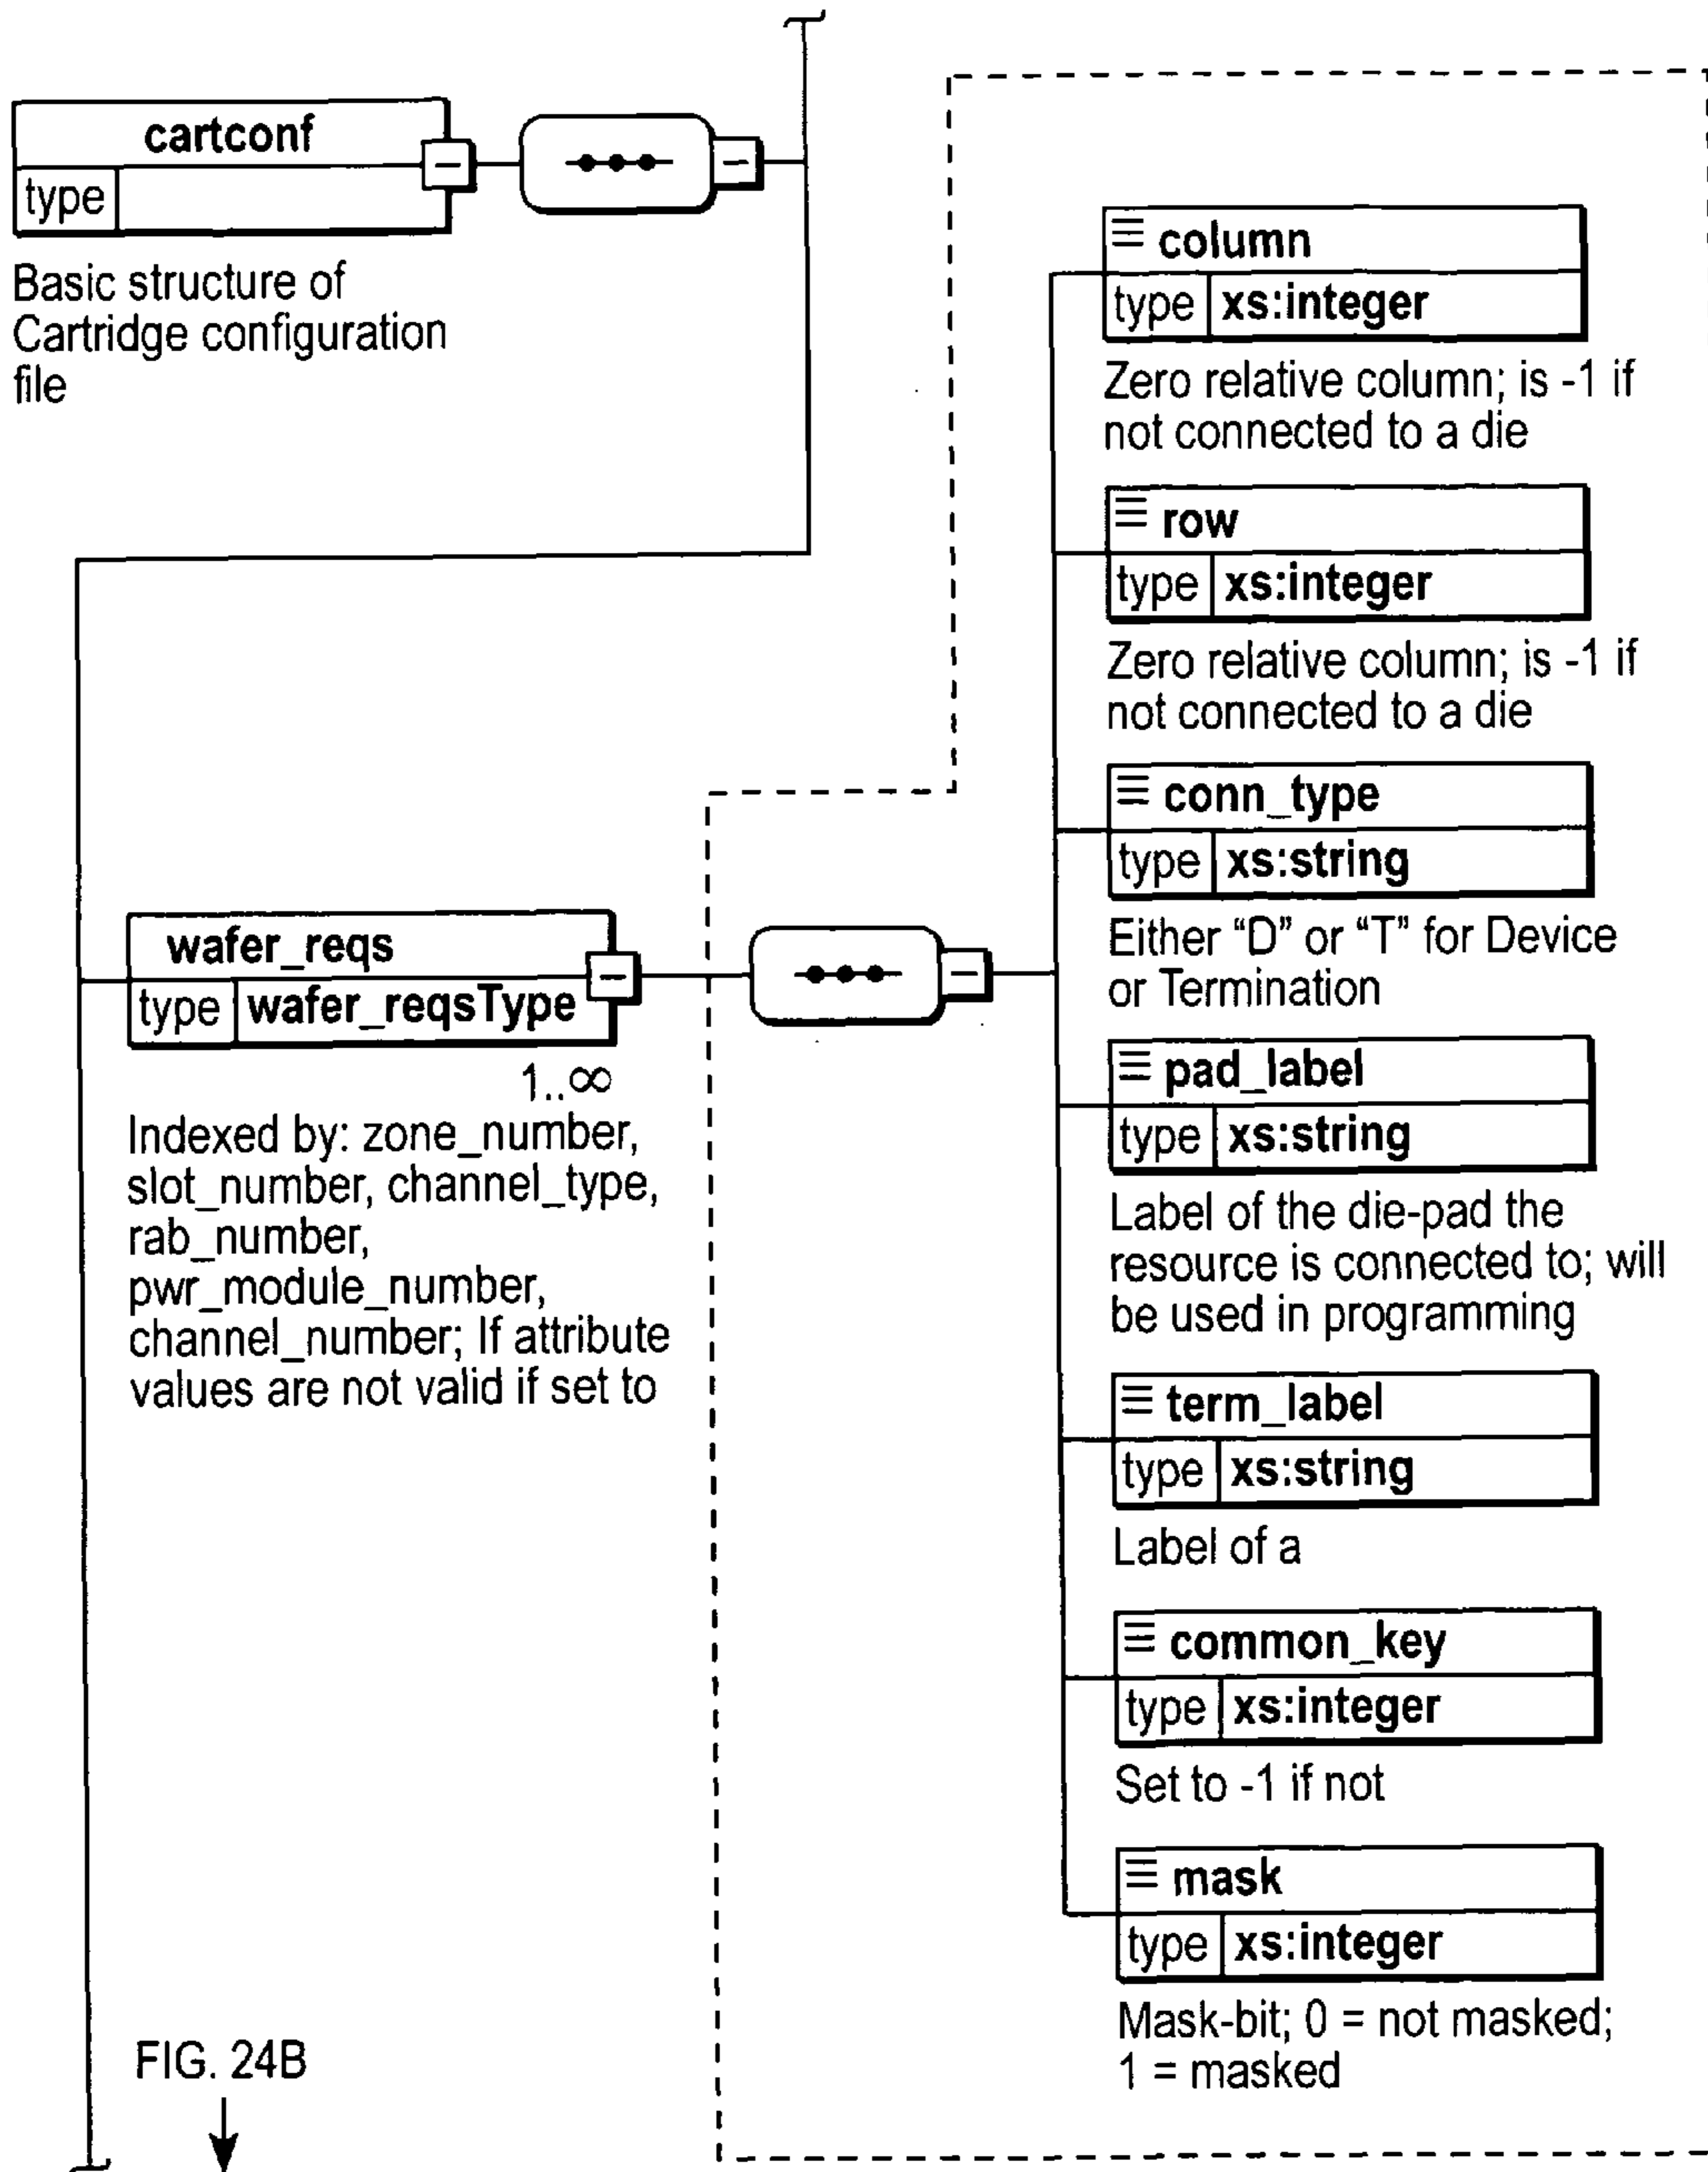 cartconf
type
Basic structure of
Cartridge configuration
file
wafer_reqs
type wafer_reqsType
1..∞
Indexed by: zone_number,
slot_number, channel_type,
rab_number,
pwr_module_number,
channel_number; If attribute
values are not valid if set to
column
type xs:integer
Zero relative column; is -1 if
not connected to a die
row
type xs:integer
Zero relative column; is -1 if
not connected to a die
conn_type
type xs:string
Either “D” or “T” for Device
or Termination
pad_label
type xs:string
Label of the die-pad the
resource is connected to; will
be used in programming
term_label
type xs:string
Label of a
common_key
type xs:integer
Set to -1 if not
mask
type xs:integer
Mask-bit; 0 = not masked;
1 = masked
FIG. 24B